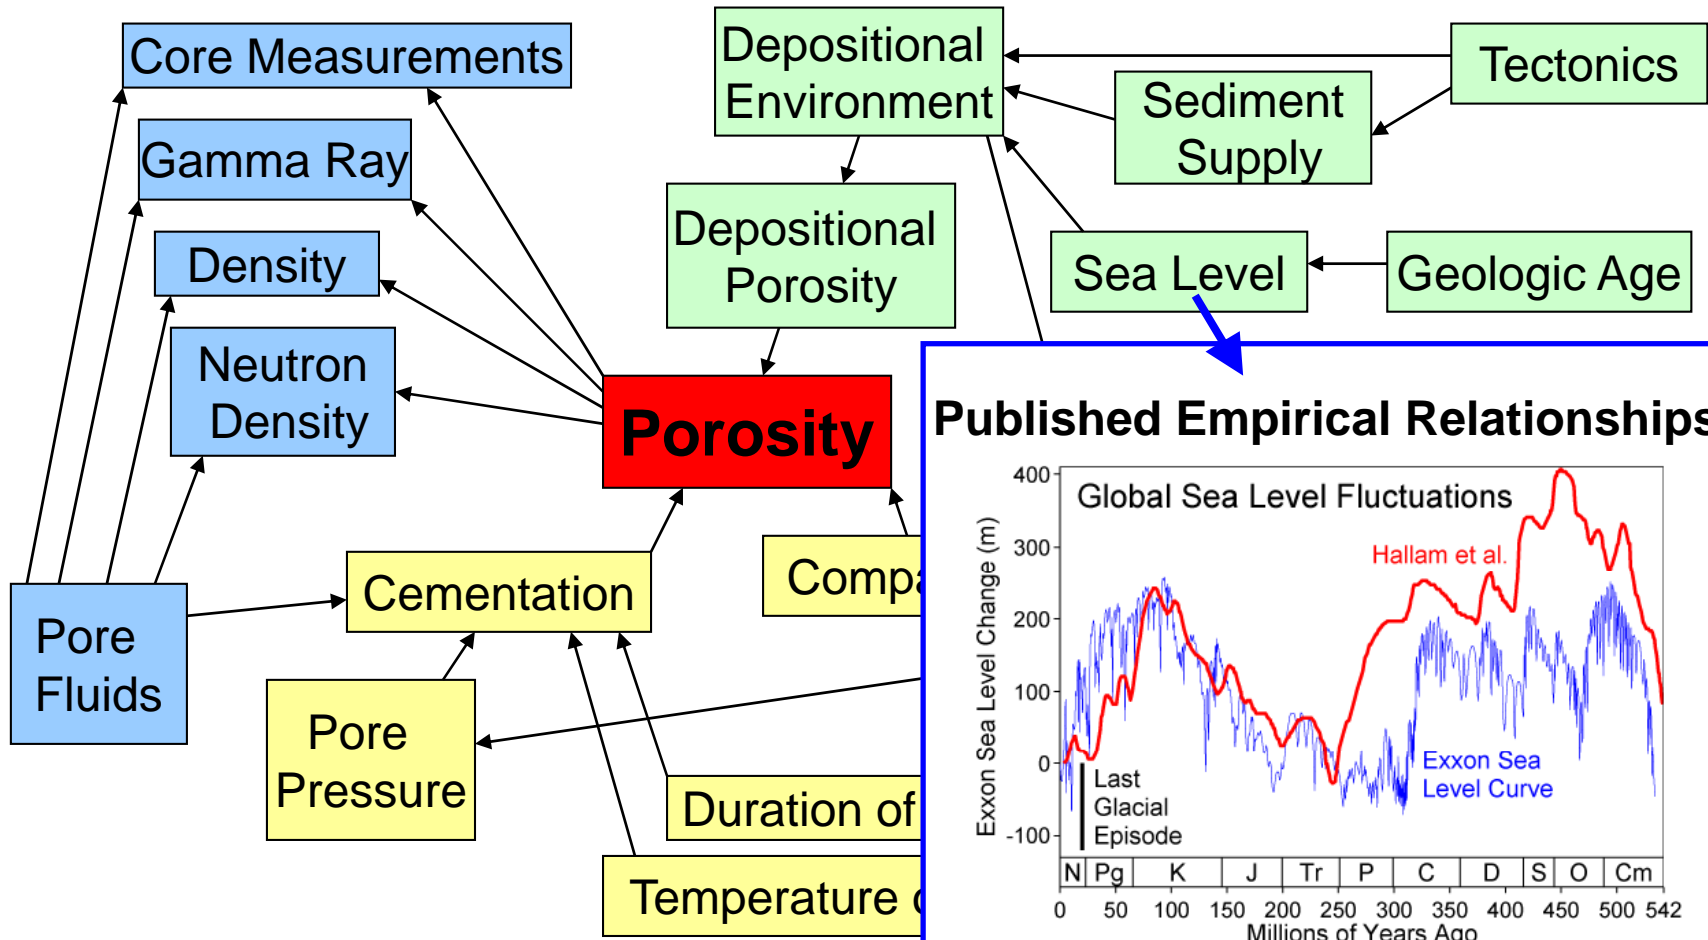 Core Measurements
Gamma Ray
Density
Neutron
Density
Pore
Fluids
Depositional
Environment
Depositional
Porosity
Sediment
Supply
Tectonics
Sea Level
Geologic Age
Porosity
Cementation
Pore
Pressure
Duration of
Temperature
Published Empirical Relationships
Global Sea Level Fluctuations
Hallam et al.
Exxon Sea
Level Curve
Last
Glacial
Episode
Exxon Sea Level Change (m)
400
300
200
100
0
-100
N Pg K J Tr P C D S O Cm
0 50 100 150 200 250 300 350 400 450 500 542
Millions of Years Ago